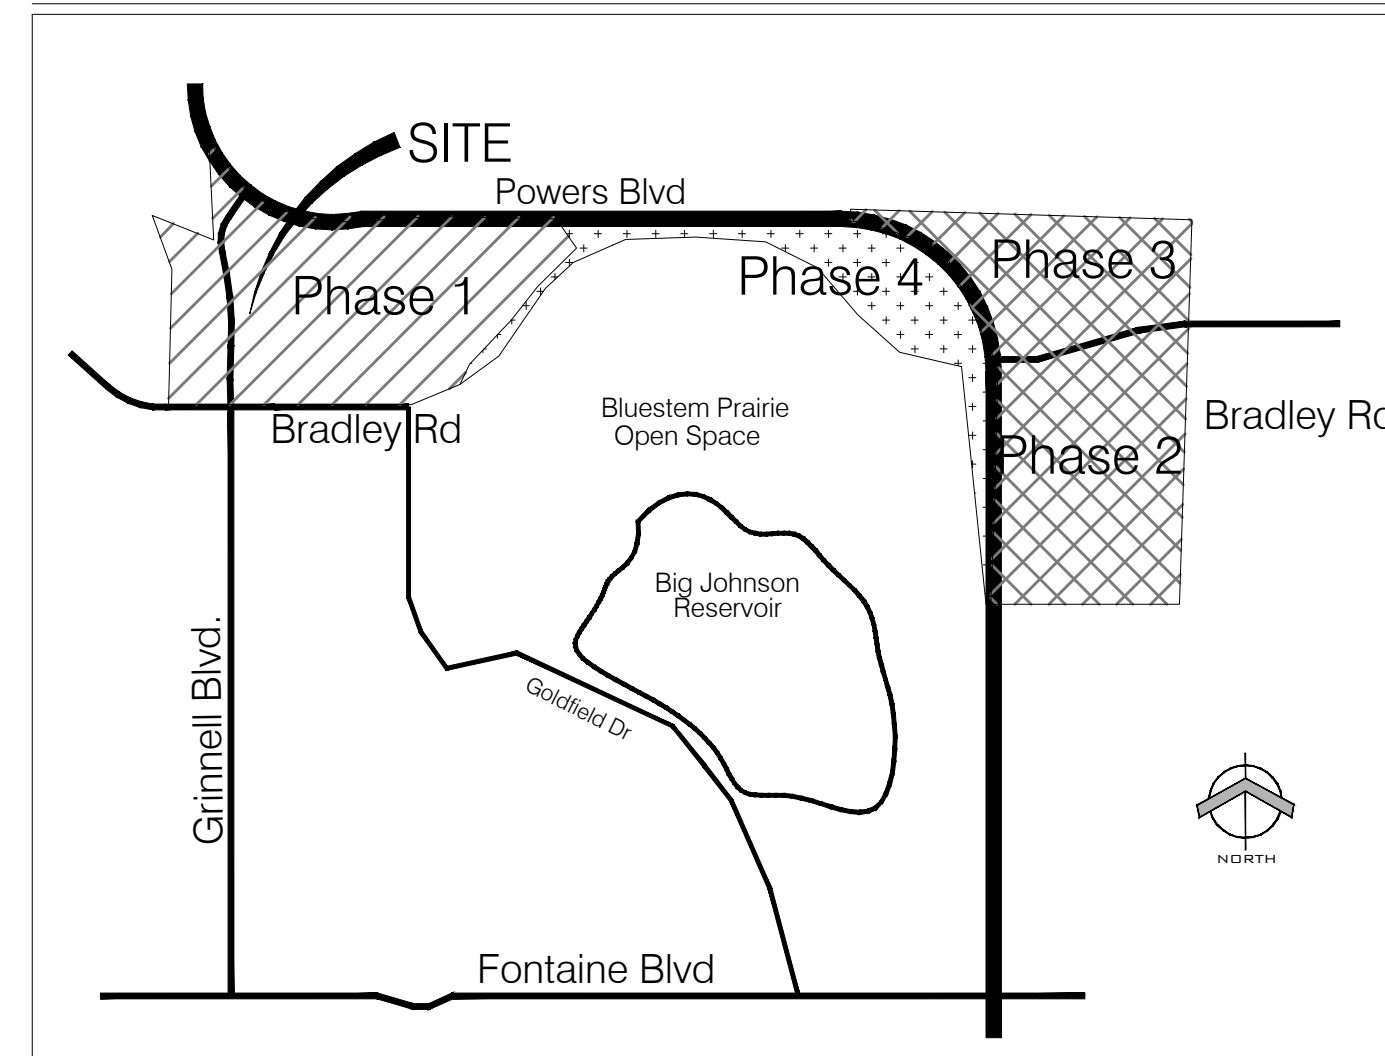 SITE
Powers Blvd
Phase 3
Phase 4
Phase 1
Bluestem Prairie
Open Space
Bradley Rd
Bradley Rd
Phase 2
Big Johnson
Reservoir
Grinnell Blvd.
Goldfield Dr
NORTH
Fontaine Blvd